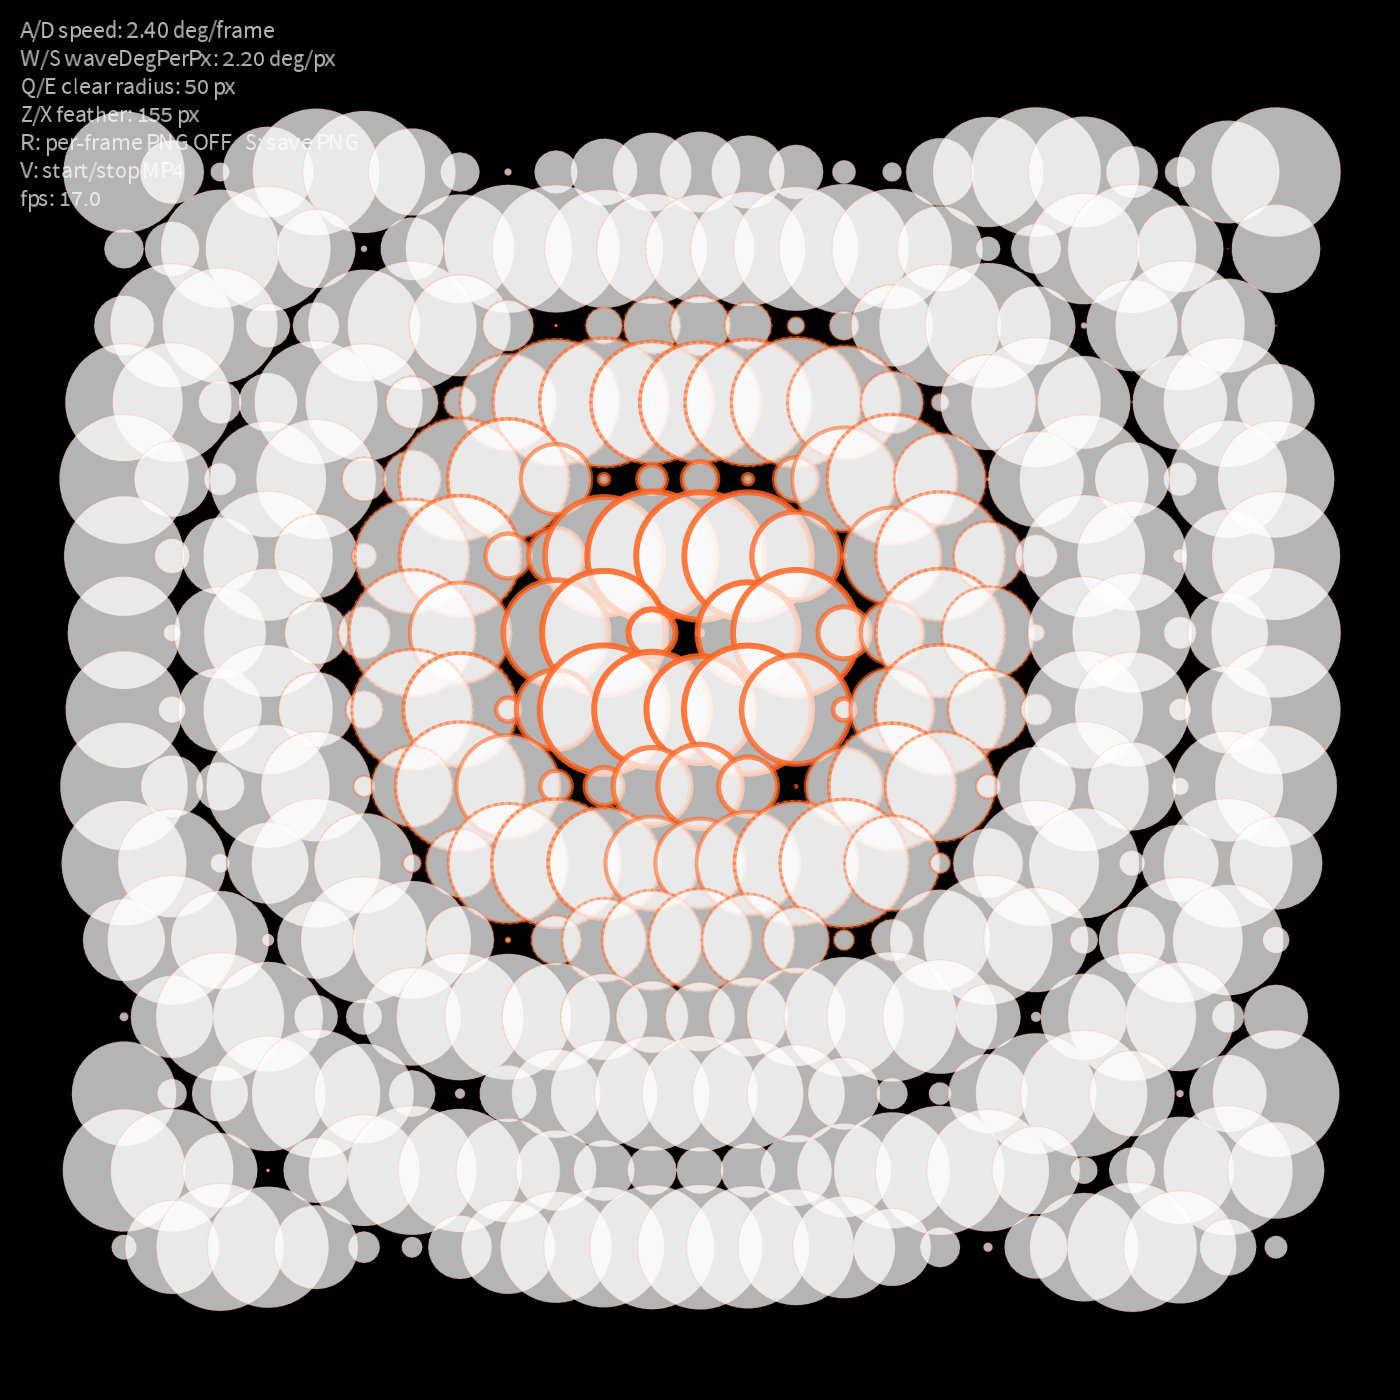 A/D speed: 2.40 deg/frame
W/S waveDegPerPx: 2.20 deg/px
Q/E clear radius: 50 px
Z/X feather: 155 px
R: per-frame PNG OFF   S: save PNG
V: start/stop MP4
fps: 17.0